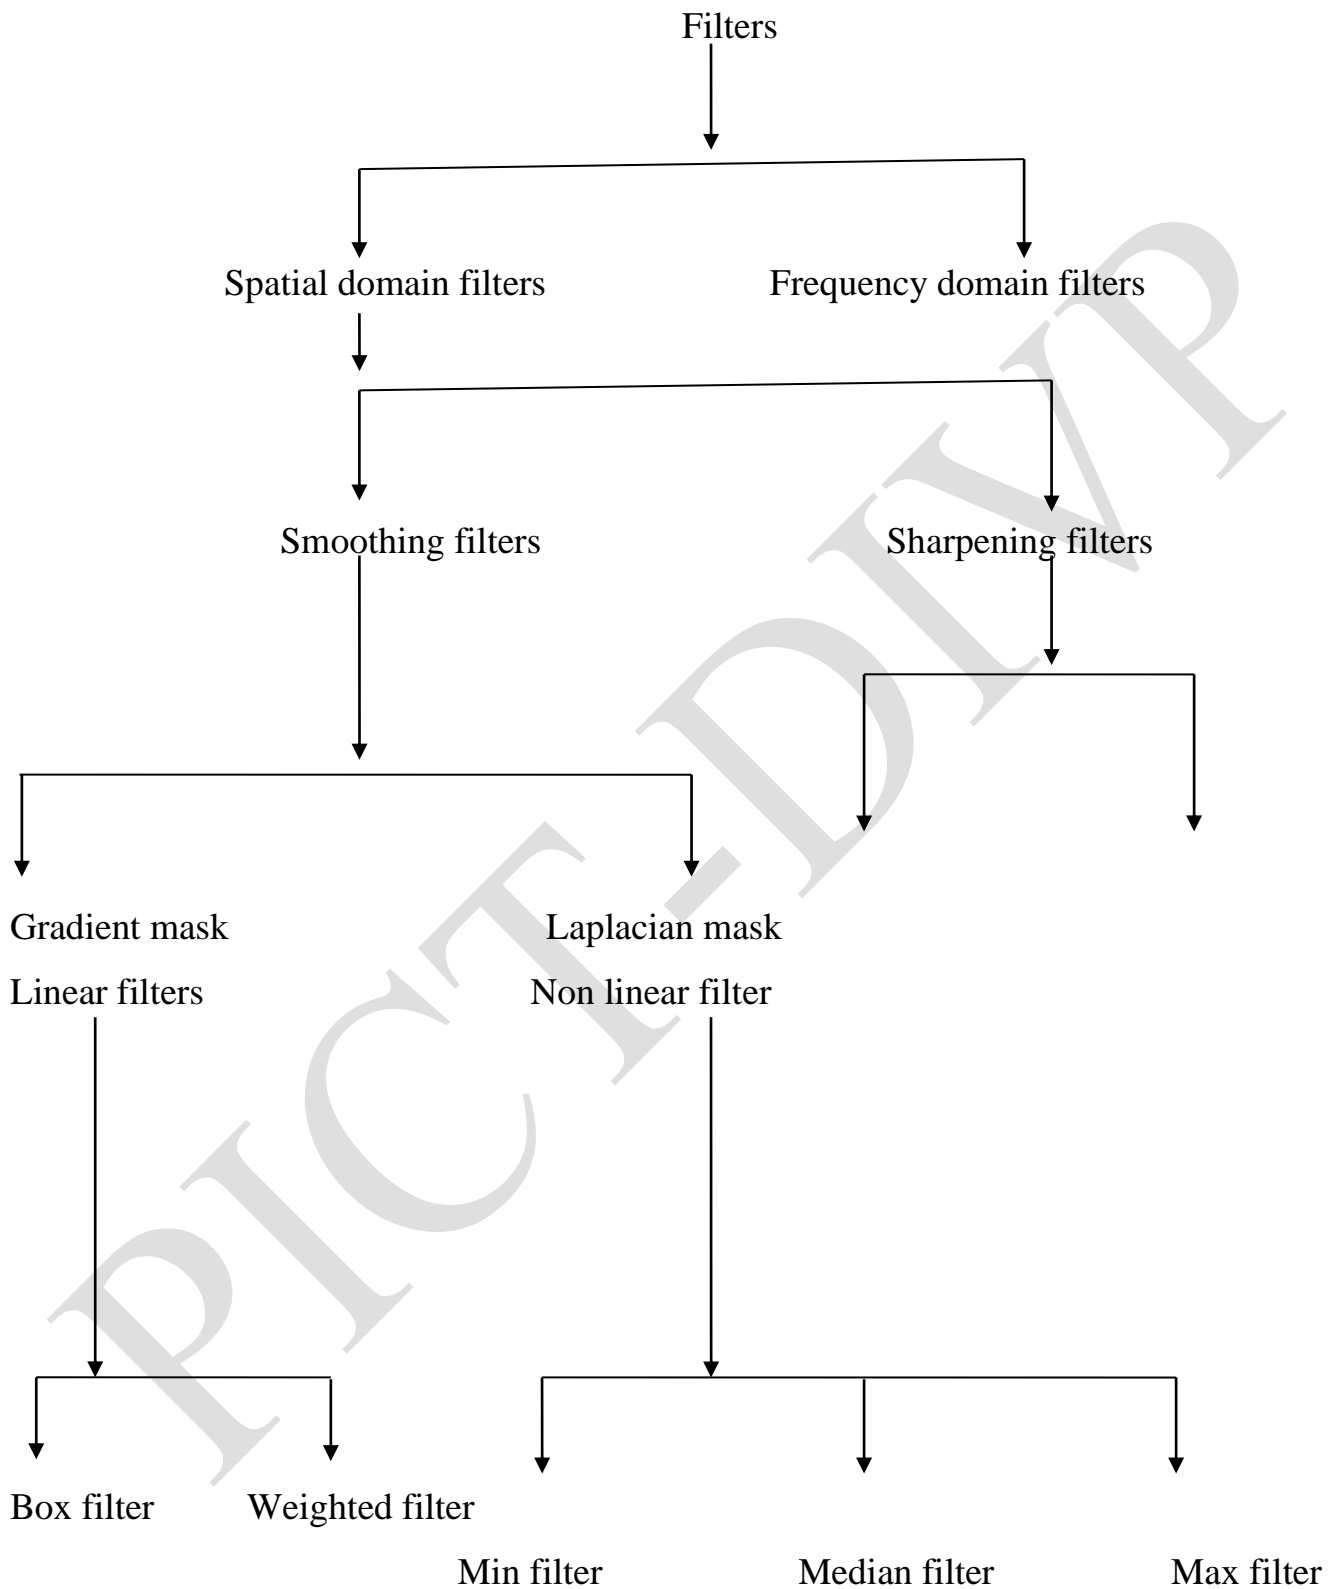 Filters
Spatial domain filters Frequency domain filters
Smoothing filters Sharpening filters
Gradient mask Laplacian mask
Linear filters Non linear filter
Box filter Weighted filter
Min filter Median filter Max filter
PICT-DIVP